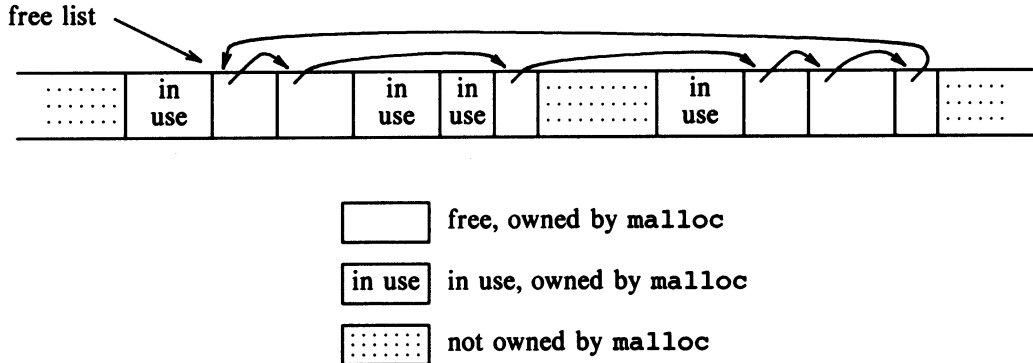 free list
in
use
in
use
in
use
in
use
free, owned by malloc
in use
in use, owned by malloc
not owned by malloc